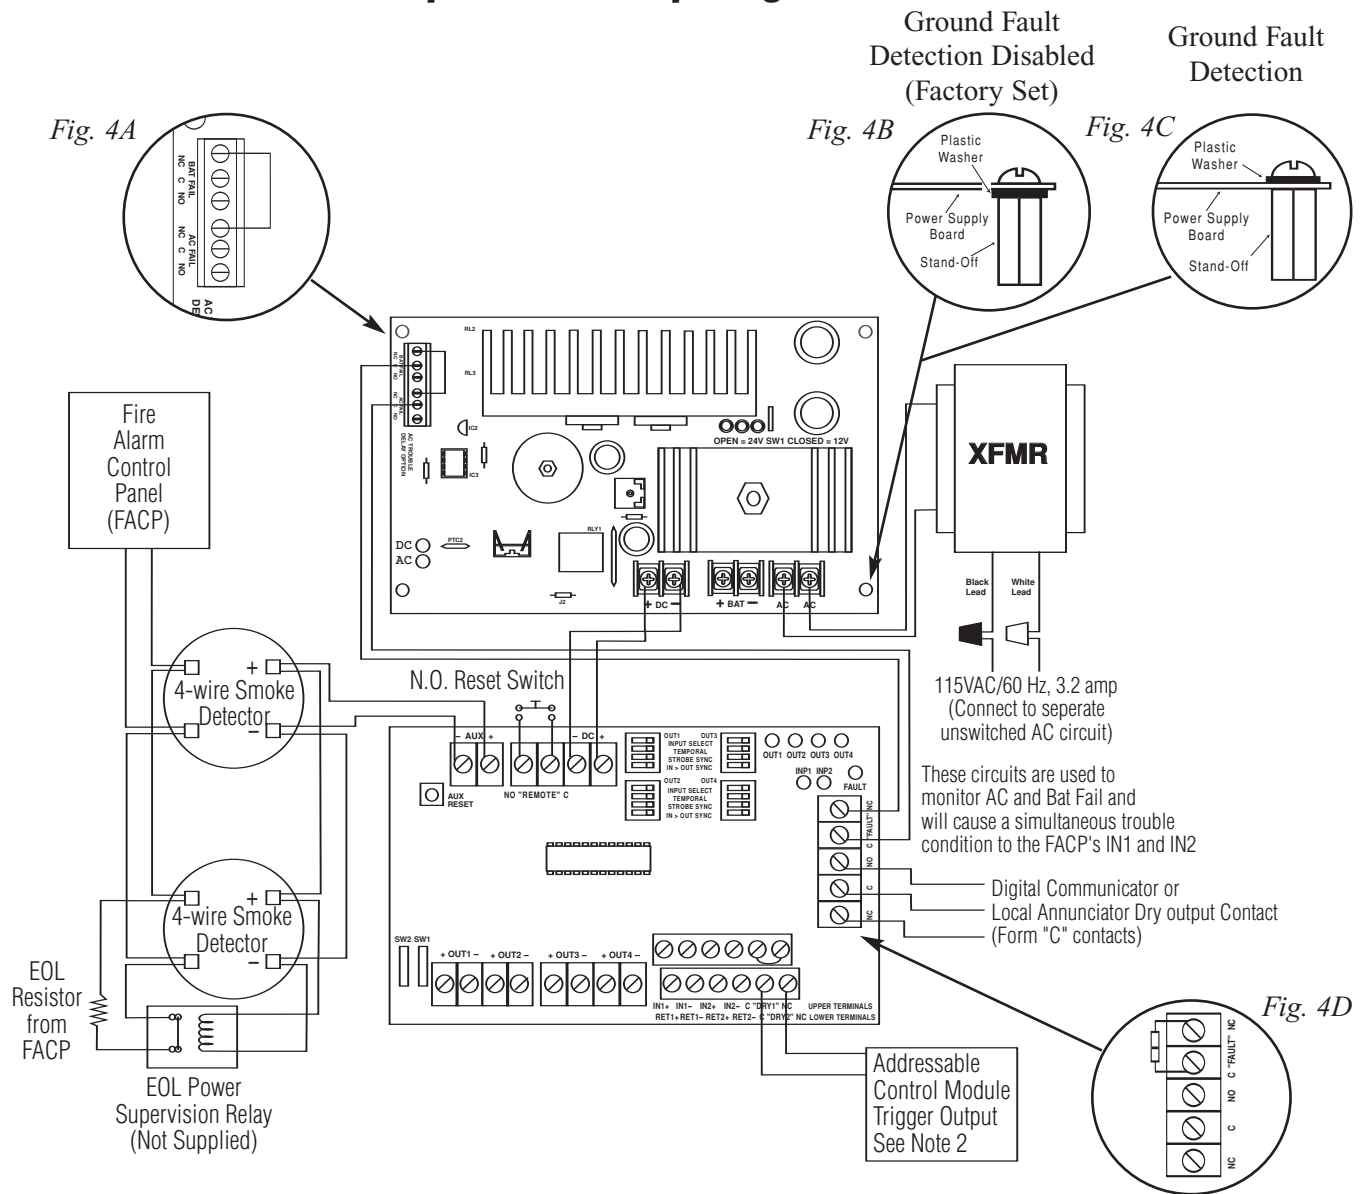 Ground Fault
Detection Disabled
(Factory Set)
Ground Fault
Detection
Fig. 4A
Fig. 4B
Fig. 4C
BAT FAIL
NC C NO
AC FAIL
NC C NO
Plastic
Washer
Power Supply
Board
Stand-Off
Plastic
Washer
Power Supply
Board
Stand-Off
RL2
RL3
BAT FAIL
NC C NO
AC FAIL
NC C NO
AC TROUBLE
DELAY OPTION
IC2
IC3
OPEN = 24V SW1 CLOSED = 12V
XFMR
Fire
Alarm
Control
Panel
(FACP)
DC
AC
PTC2
RLY1
J2
+ DC −
+ BAT −
AC AC
Black
Lead
White
Lead
115VAC/60 Hz, 3.2 amp
(Connect to seperate
unswitched AC circuit)
4-wire Smoke
Detector
+
−
N.O. Reset Switch
− AUX +
− DC +
NO "REMOTE" C
AUX
RESET
OUT1 OUT3
INPUT SELECT
TEMPORAL
STROBE SYNC
IN > OUT SYNC
OUT2 OUT4
INPUT SELECT
TEMPORAL
STROBE SYNC
IN > OUT SYNC
OUT1 OUT2 OUT3 OUT4
INP1 INP2
FAULT
C "FAULT" NC
NO
C
NC
These circuits are used to
monitor AC and Bat Fail and
will cause a simultaneous trouble
condition to the FACP's IN1 and IN2
Digital Communicator or
Local Annunciator Dry output Contact
(Form "C" contacts)
4-wire Smoke
Detector
+
−
EOL
Resistor
from
FACP
EOL Power
Supervision Relay
(Not Supplied)
SW2 SW1
+ OUT1 − + OUT2 − + OUT3 − + OUT4 −
IN1+ IN1− IN2+ IN2− C "DRY1" NC UPPER TERMINALS
RET1+ RET1− RET2+ RET2− C "DRY2" NC LOWER TERMINALS
Addressable
Control Module
Trigger Output
See Note 2
Fig. 4D
C "FAULT" NC
NO
C
NC